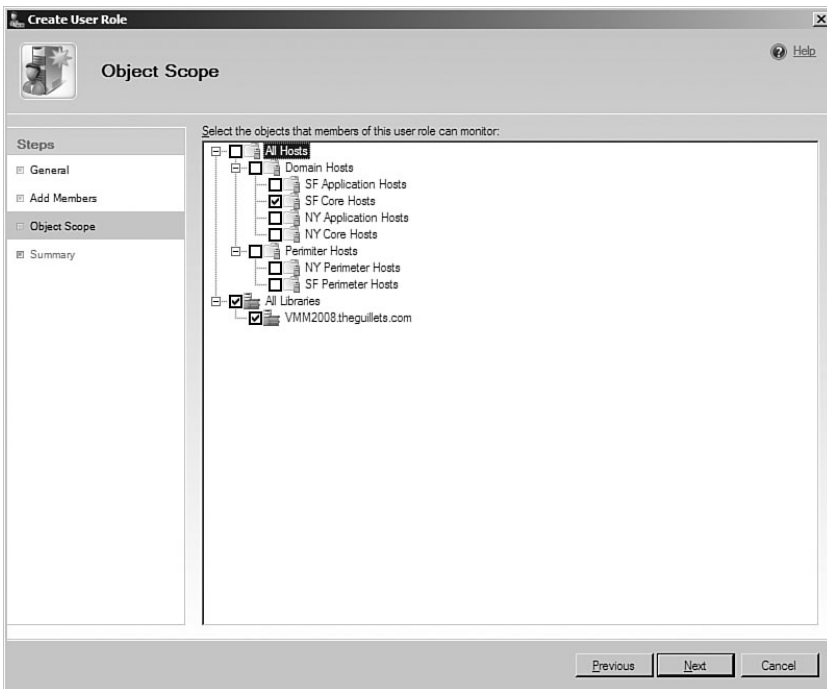 Create User Role
Object Scope
Help
Steps
General
Add Members
Object Scope
Summary
Select the objects that members of this user role can monitor:
All Hosts
Domain Hosts
SF Application Hosts
SF Core Hosts
NY Application Hosts
NY Core Hosts
Perimiter Hosts
NY Perimeter Hosts
SF Perimeter Hosts
All Libraries
VMM2008.theguillets.com
Previous
Next
Cancel